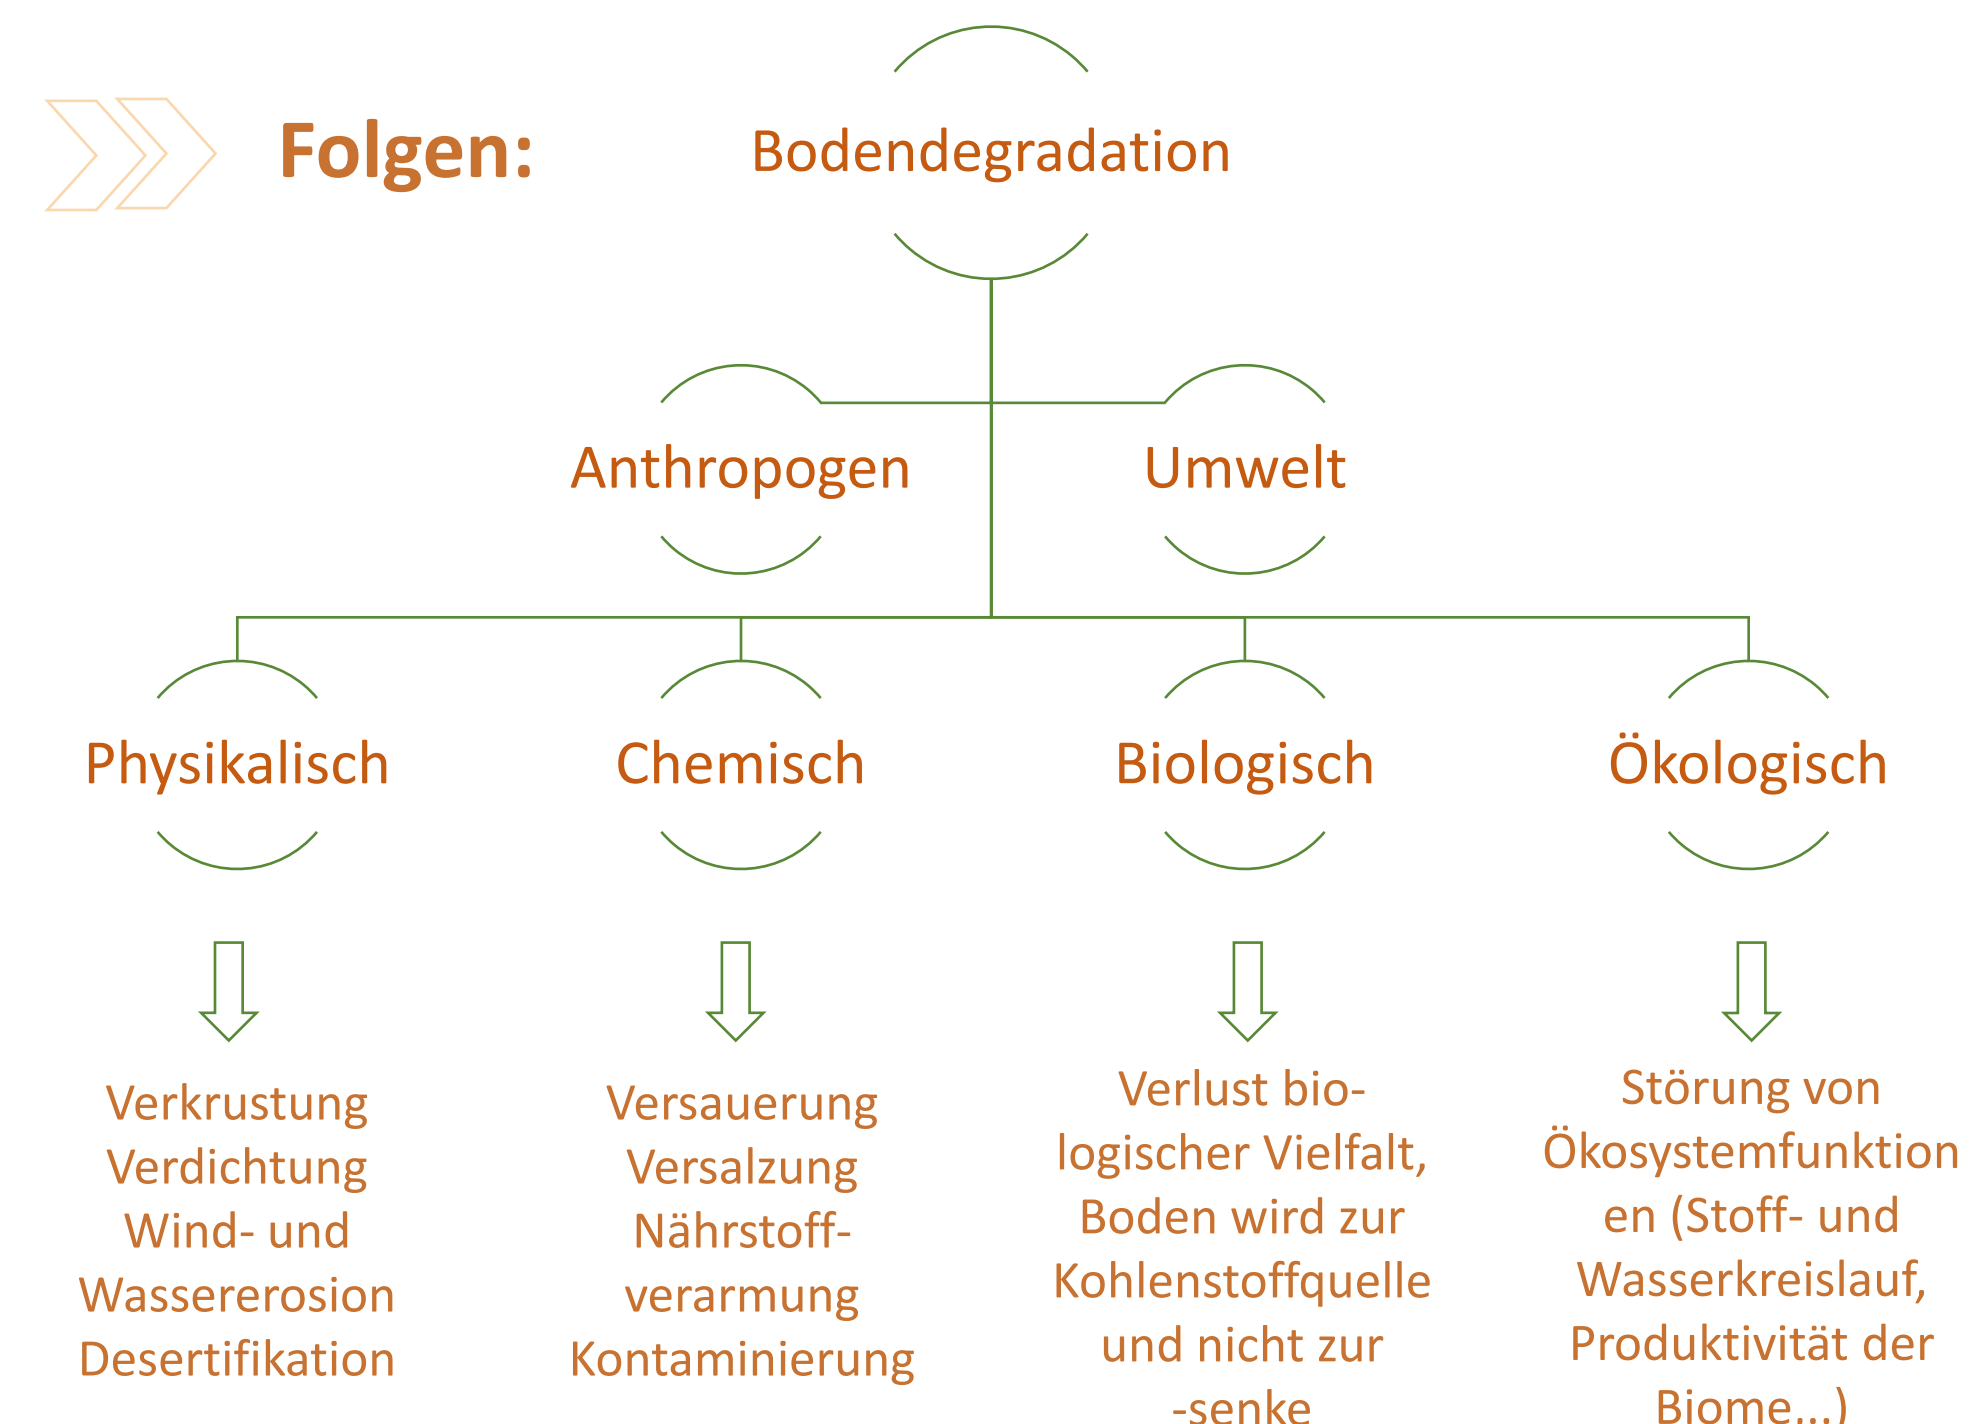 Folgen:
Bodendegradation
Anthropogen
Umwelt
Physikalisch
Chemisch
Biologisch
Ökologisch
Verkrustung
Verdichtung
Wind- und
Wassererosion
Desertifikation
Versauerung
Versalzung
Nährstoff-
verarmung
Kontaminierung
Verlust bio-
logischer Vielfalt,
Boden wird zur
Kohlenstoffquelle
und nicht zur
-senke
Störung von
Ökosystemfunktion
en (Stoff- und
Wasserkreislauf,
Produktivität der
Biome...)